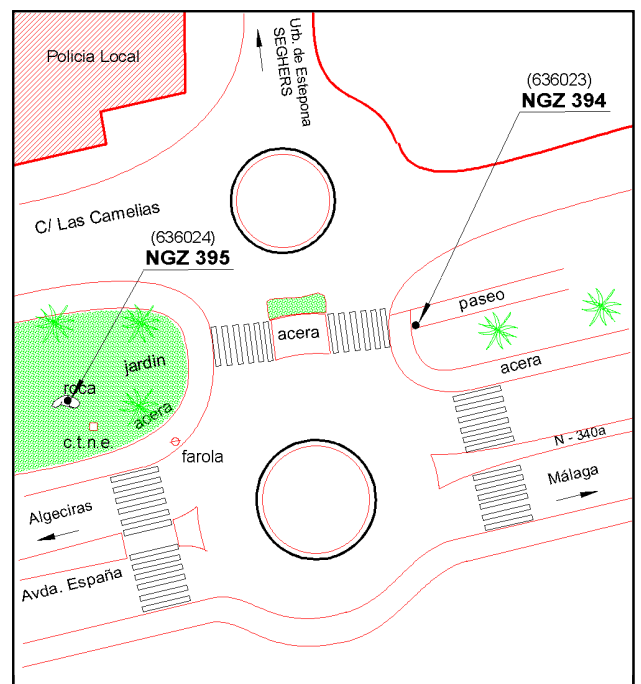 Policia Local
Urb. de Estepona
SEGHERS
(636023)
NGZ 394
C/ Las Camelias
(636024)
NGZ 395
paseo
acera
jardin
acera
roca
acera
c.t.n.e.
farola
N - 340a
Málaga
Algeciras
Avda. España